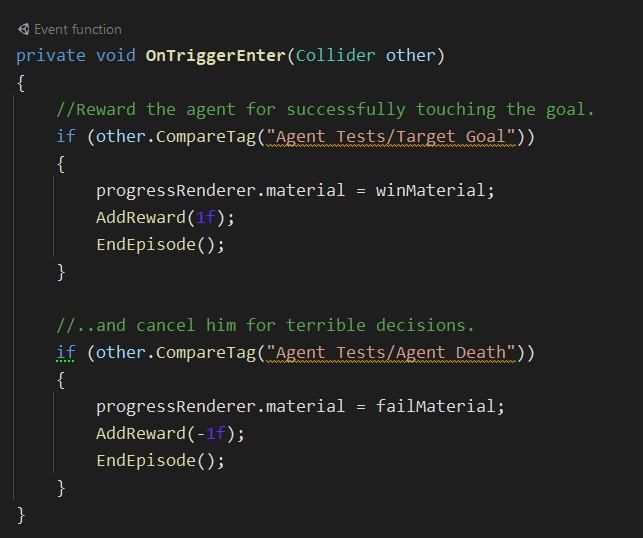 Event function
private void OnTriggerEnter(Collider other)
{
    //Reward the agent for successfully touching the goal.
    if (other.CompareTag("Agent Tests/Target Goal"))
    {
        progressRenderer.material = winMaterial;
        AddReward(1f);
        EndEpisode();
    }

    //..and cancel him for terrible decisions.
    if (other.CompareTag("Agent Tests/Agent Death"))
    {
        progressRenderer.material = failMaterial;
        AddReward(-1f);
        EndEpisode();
    }
}